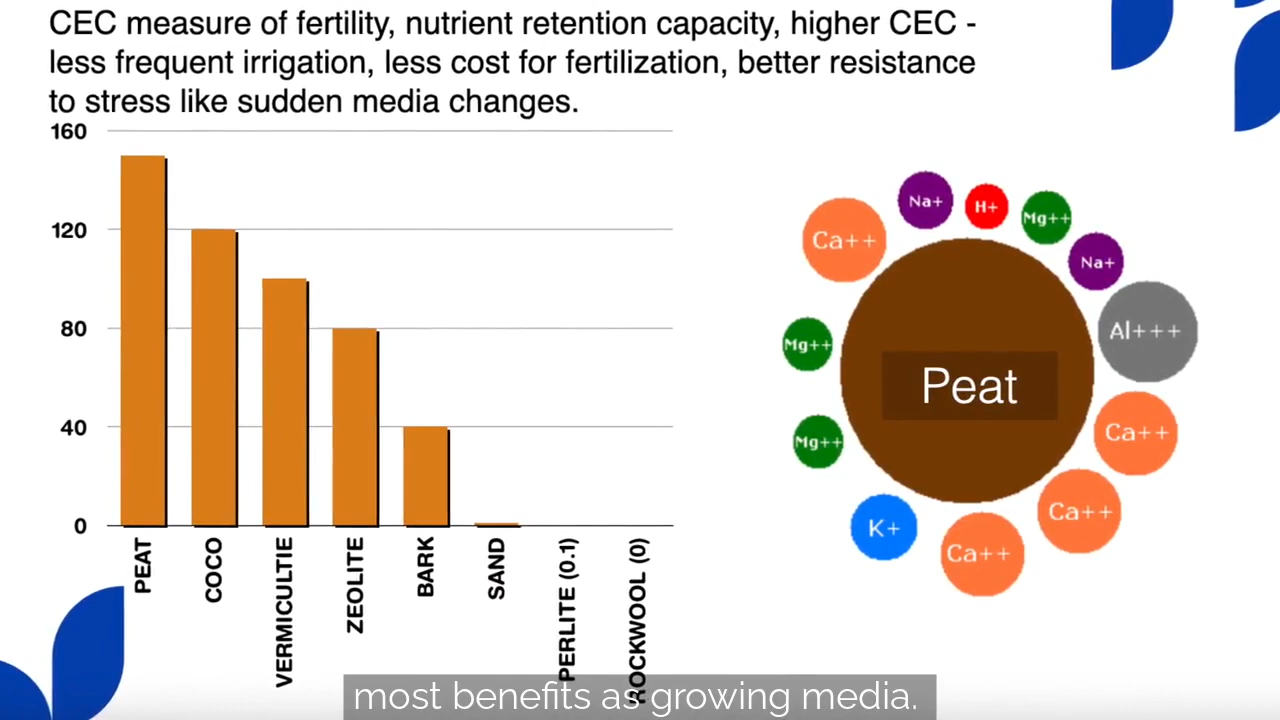 CEC measure of fertility, nutrient retention capacity, higher CEC -
less frequent irrigation, less cost for fertilization, better resistance
to stress like sudden media changes.
160
120
80
40
0
PEAT
COCO
VERMICULTIE
ZEOLITE
BARK
SAND
PERLITE (0.1)
ROCKWOOL (0)
Na+
H+
Mg++
Ca++
Na+
Al+++
Mg++
Peat
Ca++
Mg++
Ca++
K+
Ca++
most benefits as growing media.